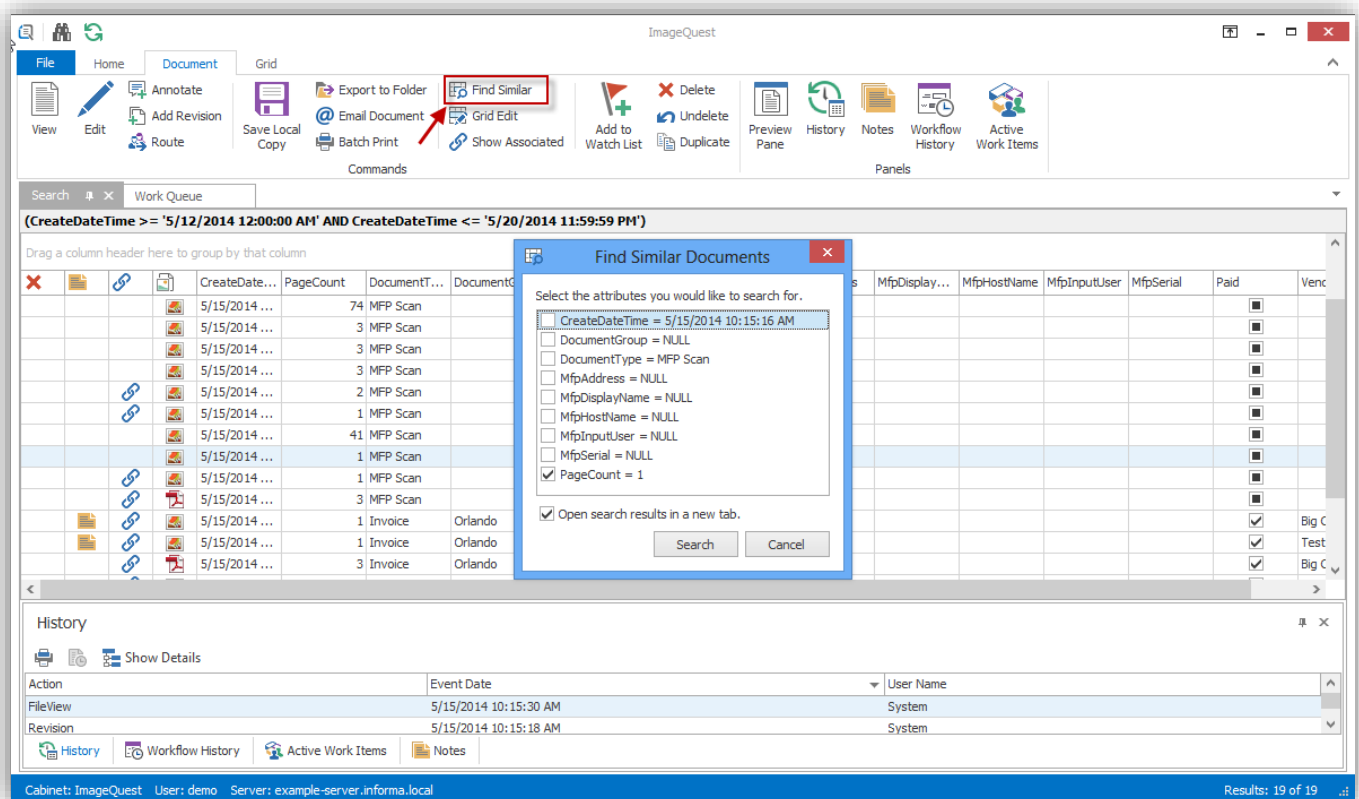 ImageQuest
File Home Document Grid
View
Edit
Annotate
Add Revision
Route
Save Local Copy
Export to Folder
Email Document
Batch Print
Find Similar
Grid Edit
Show Associated
Add to Watch List
Delete
Undelete
Duplicate
Preview Pane
History
Notes
Workflow History
Active Work Items
Commands Panels
Search Work Queue
(CreateDateTime >= '5/12/2014 12:00:00 AM' AND CreateDateTime <= '5/20/2014 11:59:59 PM')
Drag a column header here to group by that column
CreateDate... PageCount DocumentT... DocumentG s MfpDisplay... MfpHostName MfpInputUser MfpSerial Paid Vend
5/15/2014 ... 74 MFP Scan
5/15/2014 ... 3 MFP Scan
5/15/2014 ... 3 MFP Scan
5/15/2014 ... 3 MFP Scan
5/15/2014 ... 2 MFP Scan
5/15/2014 ... 1 MFP Scan
5/15/2014 ... 41 MFP Scan
5/15/2014 ... 1 MFP Scan
5/15/2014 ... 1 MFP Scan
5/15/2014 ... 3 MFP Scan
5/15/2014 ... 1 Invoice Orlando Big C
5/15/2014 ... 1 Invoice Orlando Test
5/15/2014 ... 3 Invoice Orlando Big C
Find Similar Documents
Select the attributes you would like to search for.
CreateDateTime = 5/15/2014 10:15:16 AM
DocumentGroup = NULL
DocumentType = MFP Scan
MfpAddress = NULL
MfpDisplayName = NULL
MfpHostName = NULL
MfpInputUser = NULL
MfpSerial = NULL
PageCount = 1
Open search results in a new tab.
Search Cancel
History
Show Details
Action Event Date User Name
FileView 5/15/2014 10:15:30 AM System
Revision 5/15/2014 10:15:18 AM System
History Workflow History Active Work Items Notes
Cabinet: ImageQuest User: demo Server: example-server.informa.local Results: 19 of 19